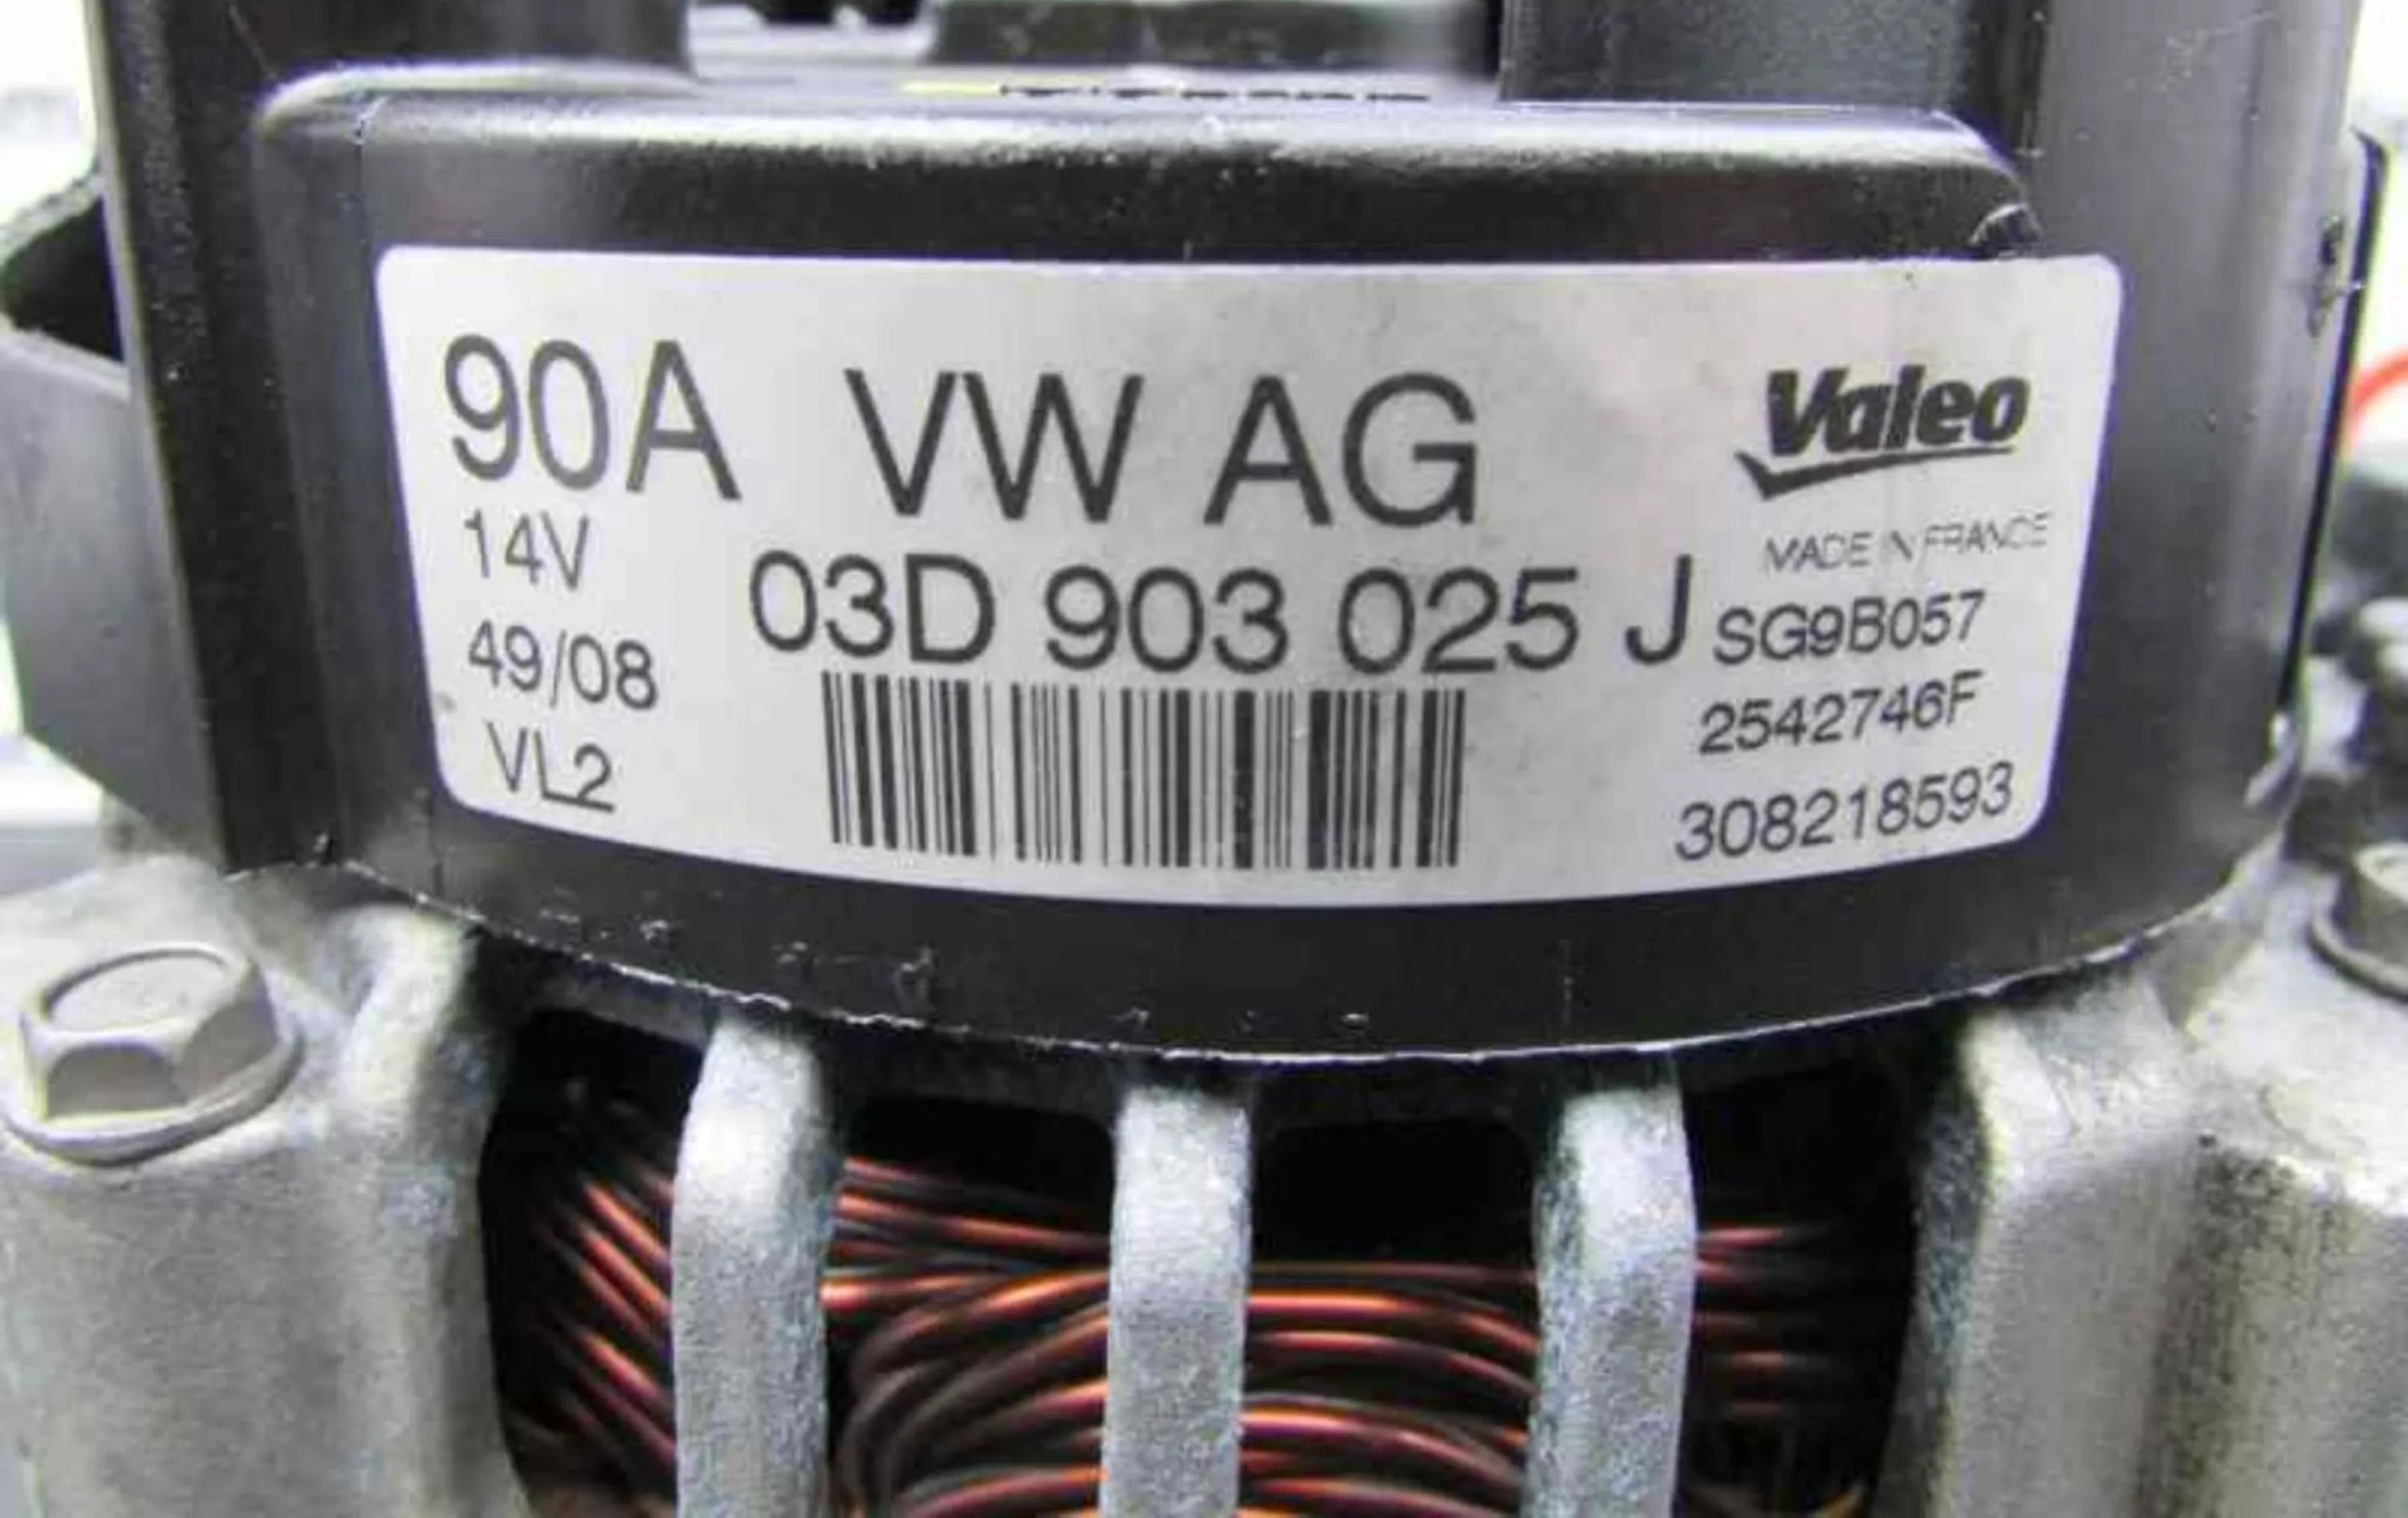 90A VW AG Valeo
14V MADE IN FRANCE
03D 903 025 J SG9B057
49/08 2542746F
VL2 308218593